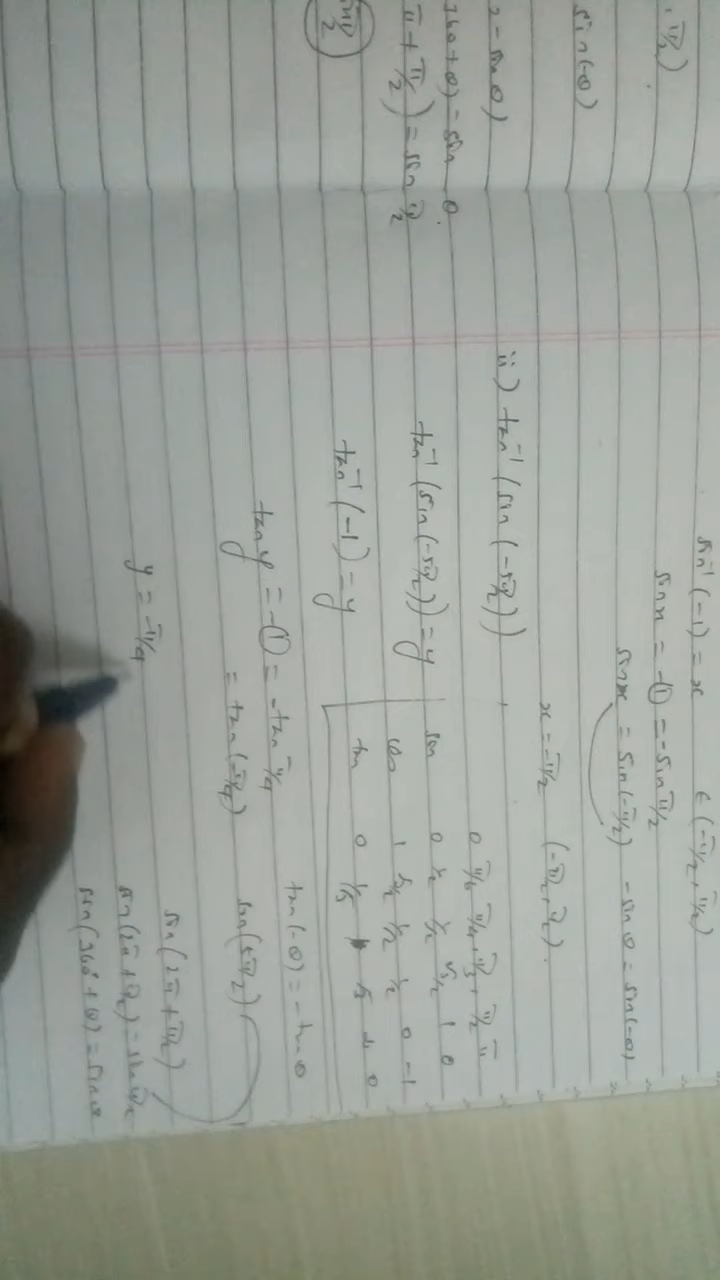 , π/2)
sin(-θ)
= - sin θ)
360+θ) = sin θ.
π + π/2) = sin π/2
sin⁻¹(-1) = x ∈ (-π/2, π/2)
sin x = -① = -sin π/2
sin x = sin(-π/2) -sin θ = sin(-θ)
x = -π/2 (-π/2, π/2).
ii) tan⁻¹(sin(-5π/2))
tan⁻¹(sin(-5π/2)) = y
tan⁻¹(-1) = y
0 π/6 π/4, π/3, π/2 π
sin 0 1/2 1/2 √3/2 1 0
cos 1 √3/2 1/2 1/2 0 -1
tan 0 1/√3 1 √3 0
tan y = -① = -tan π/4
tan(-θ) = -tan θ
= tan(-π/4)
sin(5π/2)
y = -π/4
sin(2π + π/2)
sin(2π + π/2) = sin π/2
sin(360+θ) = sin θ